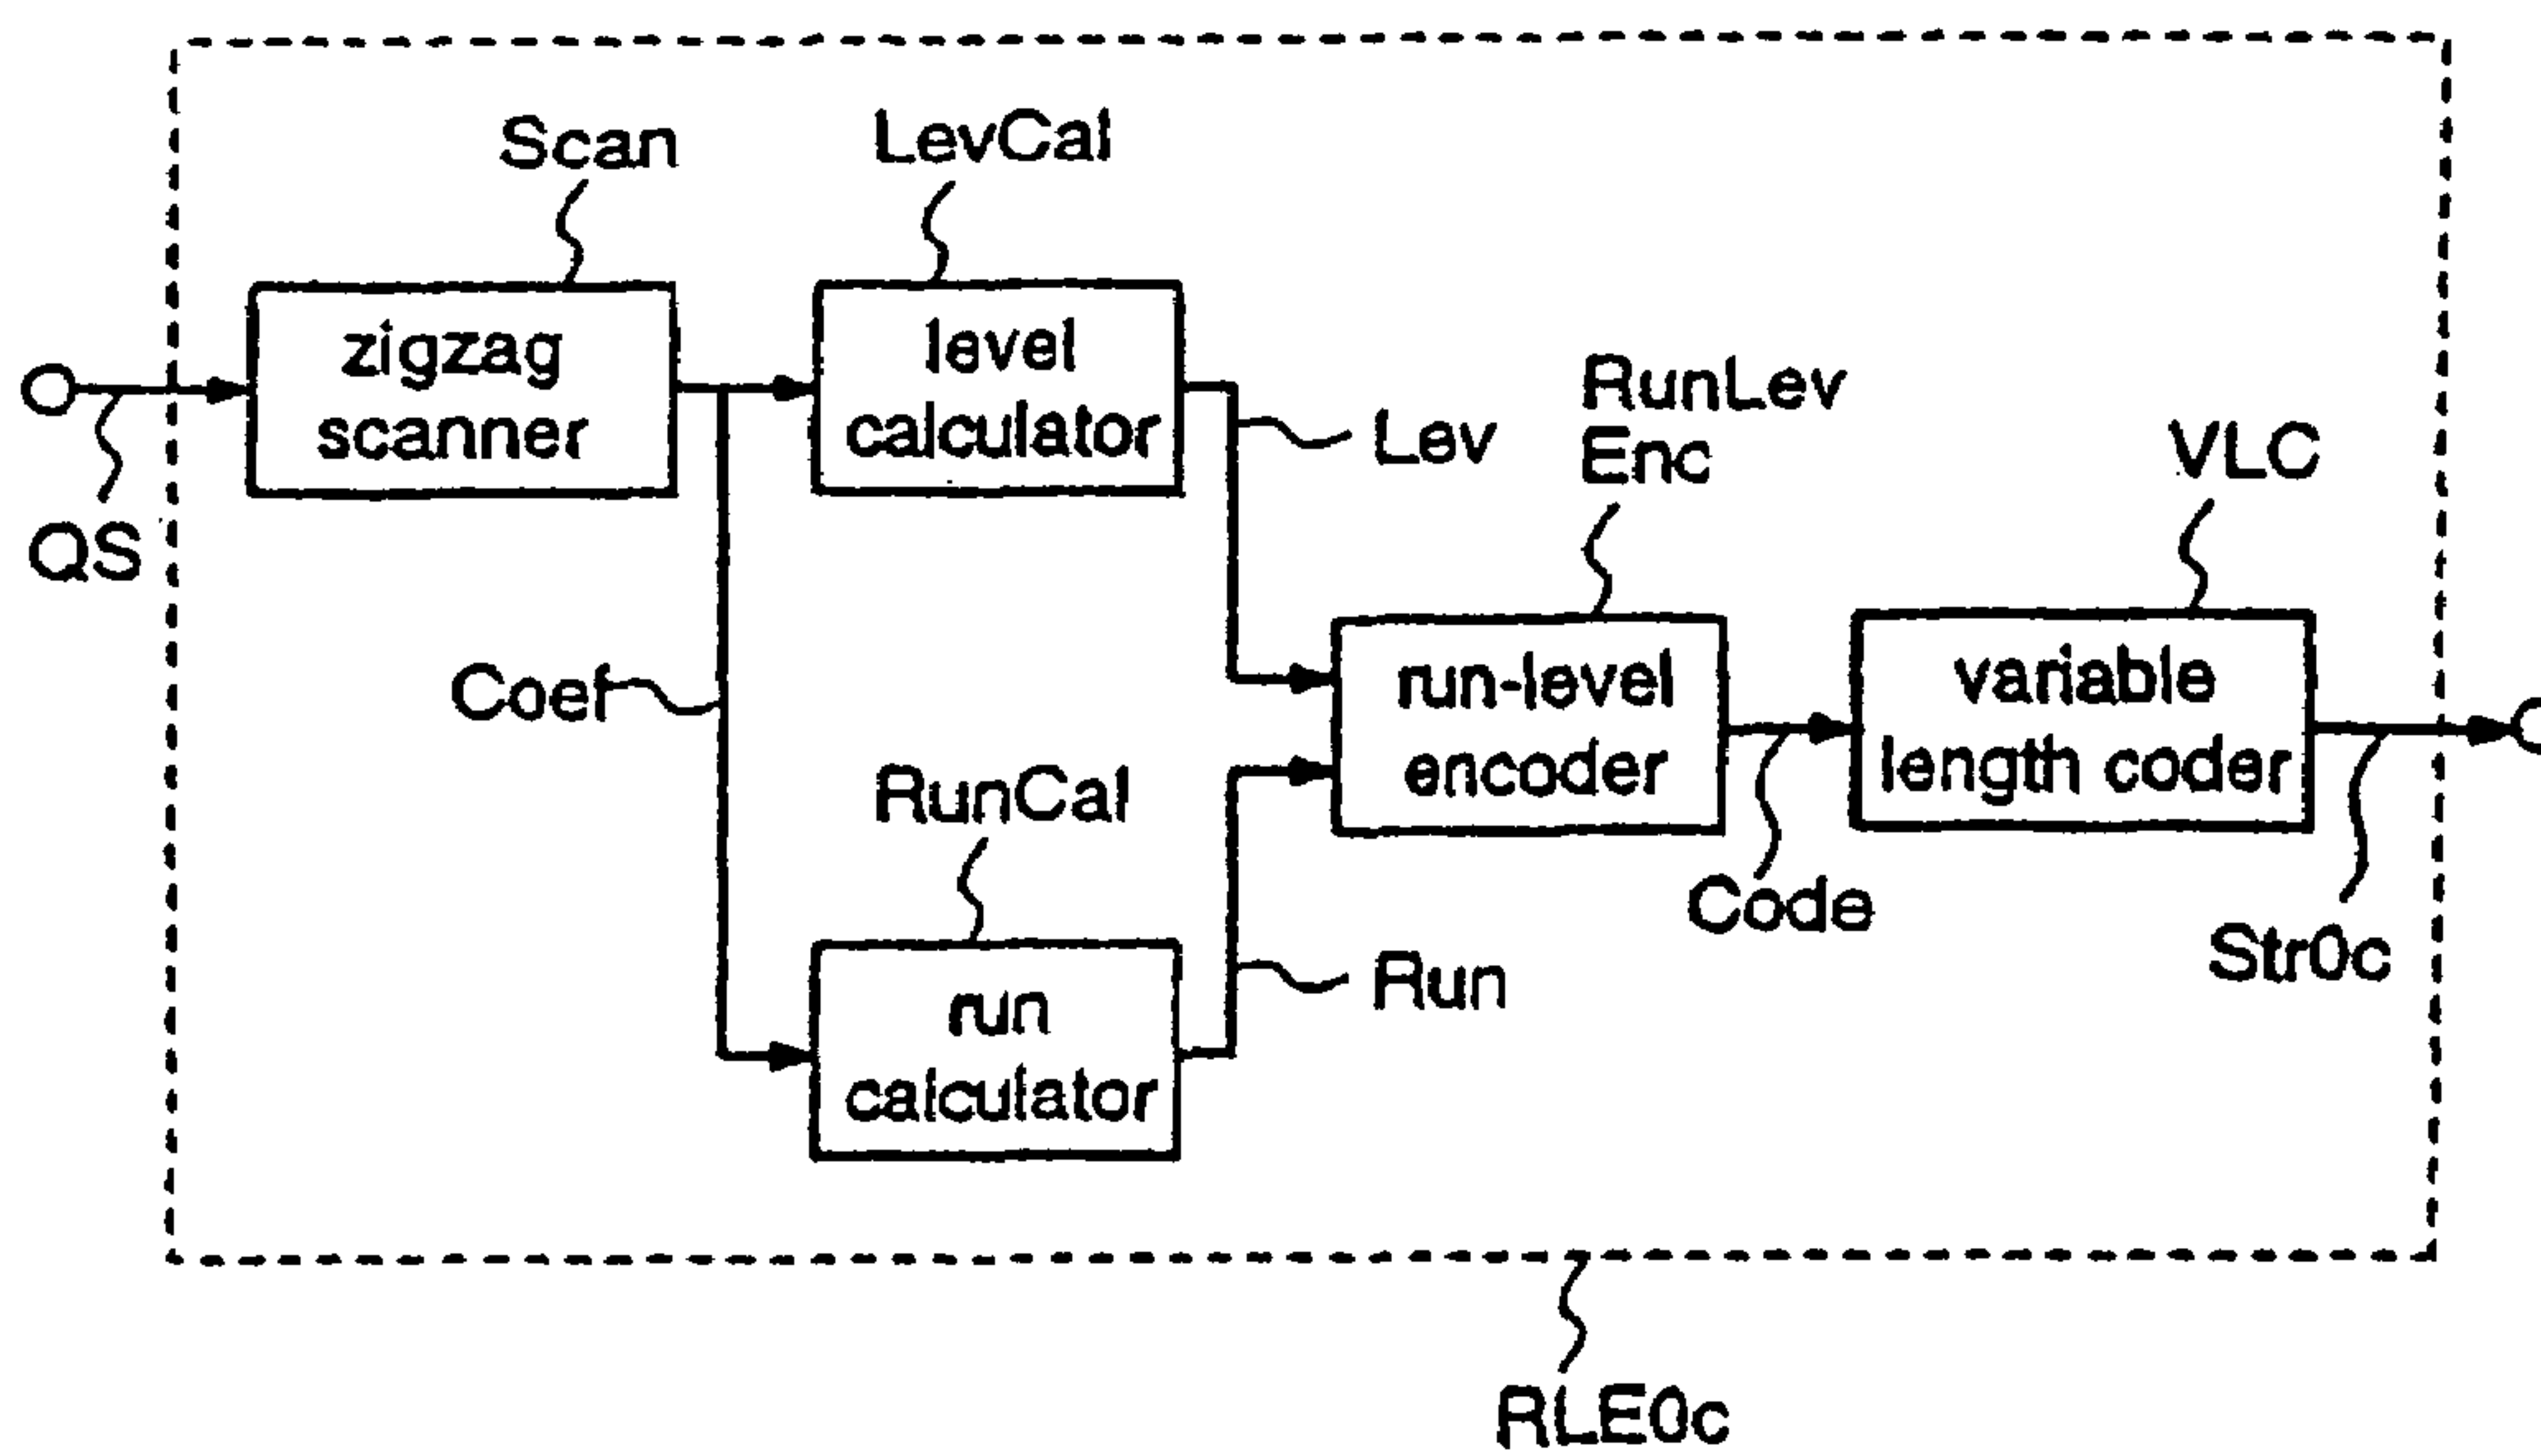 Scan
LevCal
zigzag
scanner
level
calculator
QS
Lev
RunLev
Enc
VLC
Coef
run-level
encoder
variable
length coder
RunCal
Code
Str0c
run
calculator
Run
RLE0c